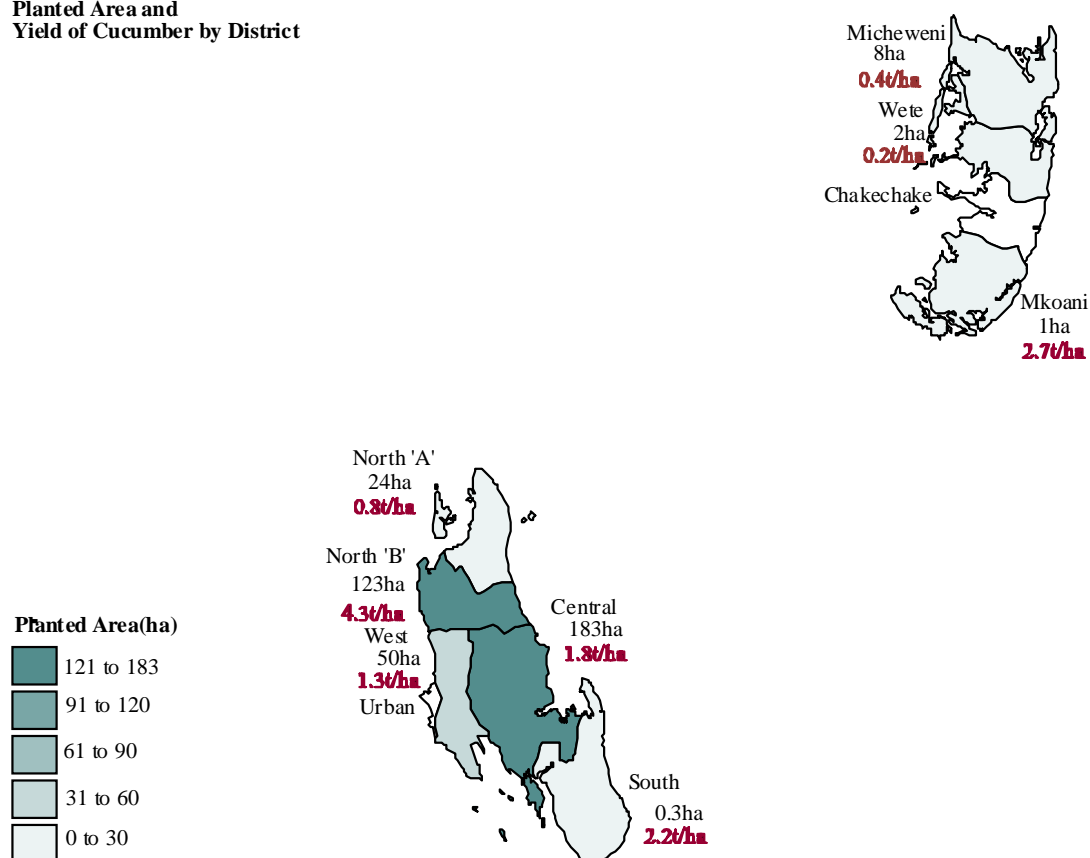 Planted Area and
Yield of Cucumber by District
Micheweni
8ha
0.4t/ha
Wete
2ha
0.2t/ha
Chakechake
Mkoani
1ha
2.7t/ha
North 'A'
24ha
0.8t/ha
North 'B'
123ha
4.3t/ha
Central
183ha
1.8t/ha
West
50ha
1.3t/ha
Urban
South
0.3ha
2.2t/ha
Planted Area(ha)
121 to 183
91 to 120
61 to 90
31 to 60
0 to 30